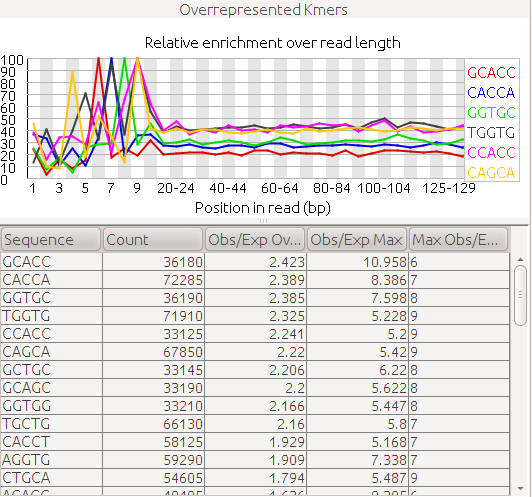 Overrepresented Kmers
Relative enrichment over read length
100
90
80
70
60
50
40
30
20
10
0
GCACC
CACCA
GGTGC
TGGTG
CCACC
CAGCA
1 3 5 7 9 20-24 40-44 60-64 80-84 100-104 125-129
Position in read (bp)
Sequence Count Obs/Exp Ov... Obs/Exp Max Max Obs/E...
GCACC 36180 2.423 10.958 6
CACCA 72285 2.389 8.386 7
GGTGC 36190 2.385 7.598 8
TGGTG 71910 2.325 5.228 9
CCACC 33125 2.241 5.2 9
CAGCA 67850 2.22 5.42 9
GCTGC 33145 2.206 6.22 8
GCAGC 33190 2.2 5.622 8
GGTGG 33210 2.166 5.447 8
TGCTG 66130 2.16 5.8 7
CACCT 58125 1.929 5.168 7
AGGTG 59290 1.909 7.338 7
CTGCA 54605 1.794 5.487 9